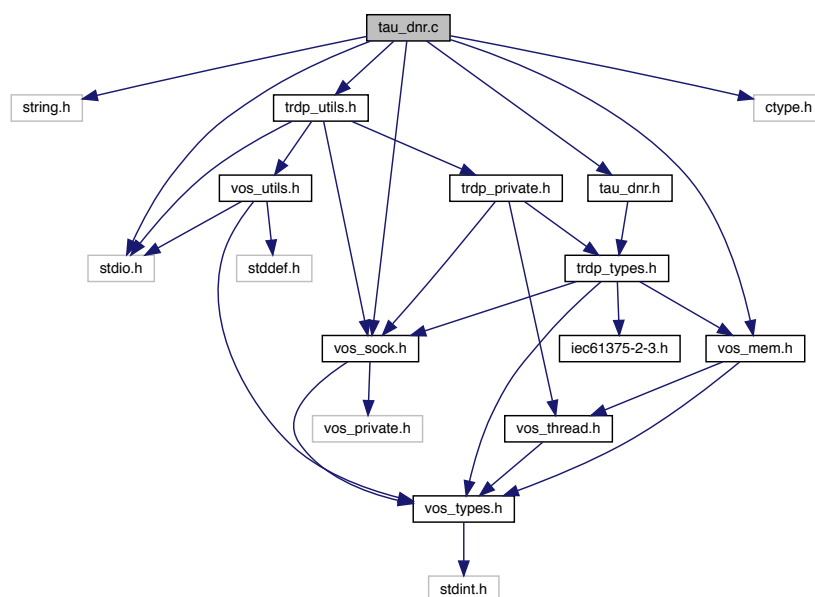 tau_dnr.c
string.h
trdp_utils.h
ctype.h
vos_utils.h
trdp_private.h
tau_dnr.h
stdio.h
stddef.h
trdp_types.h
vos_sock.h
iec61375-2-3.h
vos_mem.h
vos_private.h
vos_thread.h
vos_types.h
stdint.h